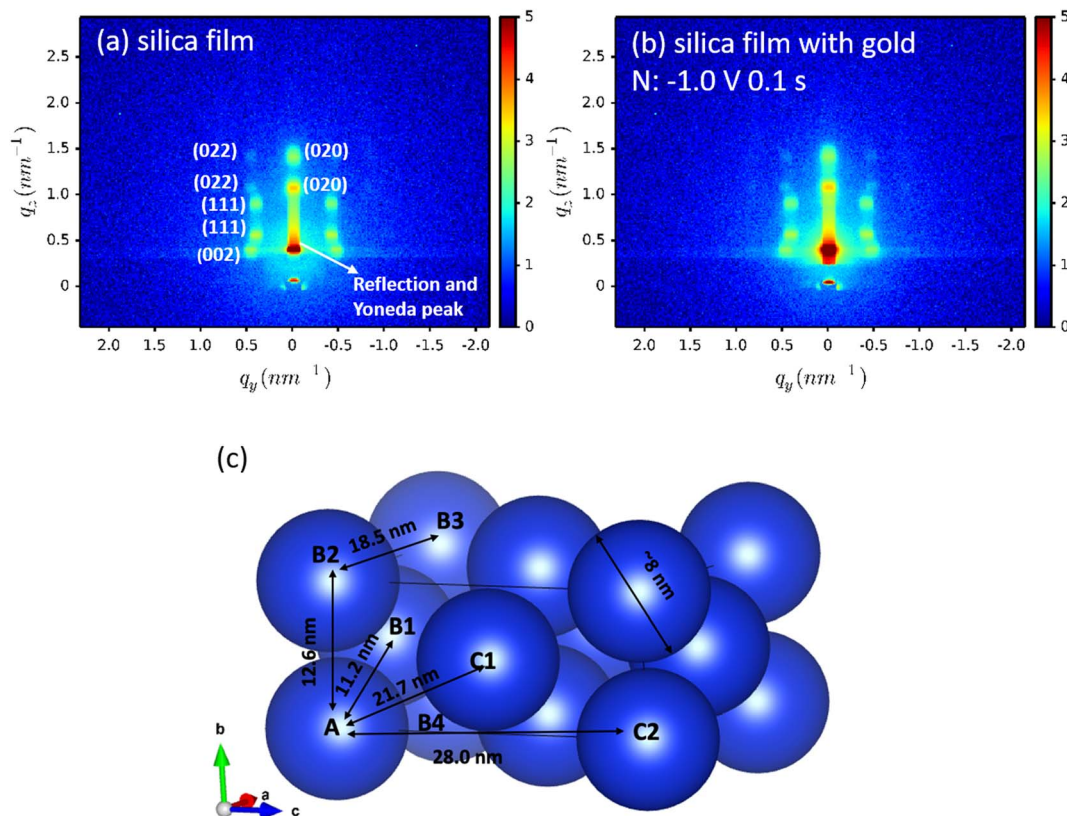 (a) silica film
(b) silica film with gold
N: -1.0 V 0.1 s
2.5
2.0
1.5
1.0
0.5
0
q_z (nm⁻¹)
(022)
(020)
(022)
(020)
(111)
(111)
(002)
Reflection and
Yoneda peak
2.0 1.5 1.0 0.5 0 -0.5 -1.0 -1.5 -2.0
q_y (nm⁻¹)
5
4
3
2
1
0
2.5
2.0
1.5
1.0
0.5
0
q_z (nm⁻¹)
2.0 1.5 1.0 0.5 0 -0.5 -1.0 -1.5 -2.0
q_y (nm⁻¹)
5
4
3
2
1
0
(c)
B3
18.5 nm
B2
~8 nm
B1
12.6 nm
11.2 nm
C1
21.7 nm
A
B4
C2
28.0 nm
b
a
c